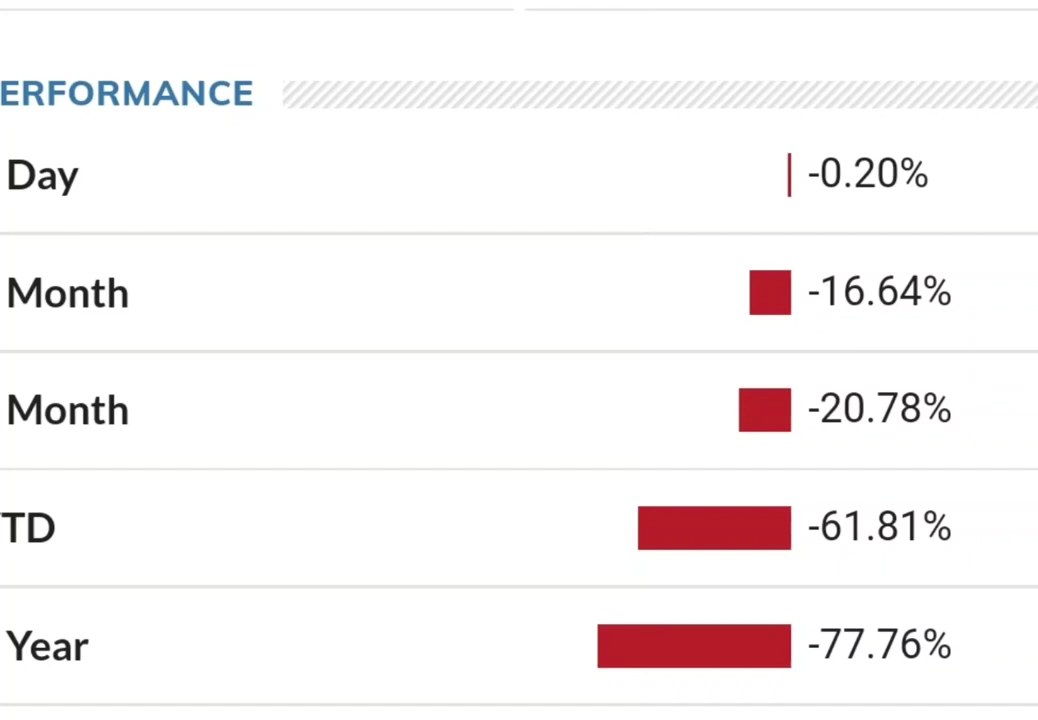 ERFORMANCE
Day -0.20%
Month -16.64%
Month -20.78%
TD -61.81%
Year -77.76%